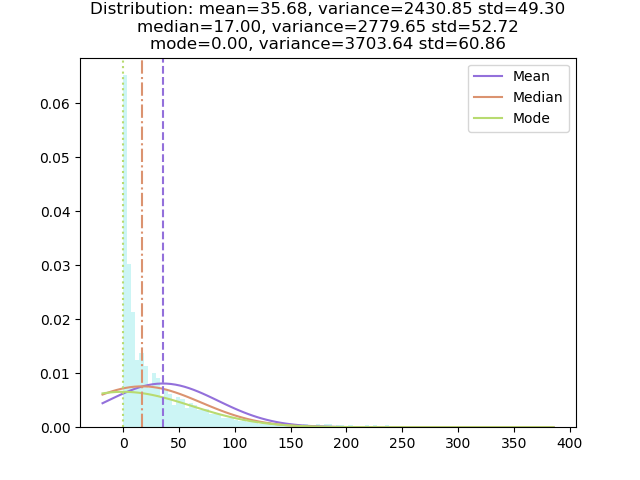 Distribution: mean=35.68, variance=2430.85 std=49.30
median=17.00, variance=2779.65 std=52.72
mode=0.00, variance=3703.64 std=60.86
Mean
Median
Mode
0.06
0.05
0.04
0.03
0.02
0.01
0.00
0 50 100 150 200 250 300 350 400